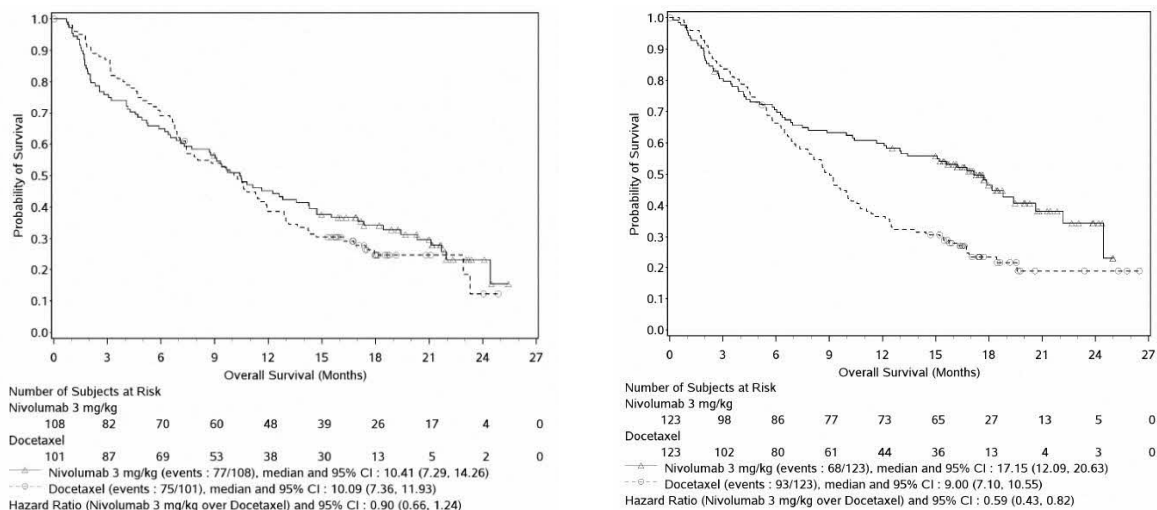 1.0
0.9
0.8
0.7
0.6
0.5
0.4
0.3
0.2
0.1
0.0
Probability of Survival
0 3 6 9 12 15 18 21 24 27
Overall Survival (Months)
Number of Subjects at Risk
Nivolumab 3 mg/kg
108 82 70 60 48 39 26 17 4 0
Docetaxel
101 87 69 53 38 30 13 5 2 0
Nivolumab 3 mg/kg (events : 77/108), median and 95% CI : 10.41 (7.29, 14.26)
Docetaxel (events : 75/101), median and 95% CI : 10.09 (7.36, 11.93)
Hazard Ratio (Nivolumab 3 mg/kg over Docetaxel) and 95% CI : 0.90 (0.66, 1.24)
1.0
0.9
0.8
0.7
0.6
0.5
0.4
0.3
0.2
0.1
0.0
Probability of Survival
0 3 6 9 12 15 18 21 24 27
Overall Survival (Months)
Number of Subjects at Risk
Nivolumab 3 mg/kg
123 98 86 77 73 65 27 13 5 0
Docetaxel
123 102 80 61 44 36 13 4 3 0
Nivolumab 3 mg/kg (events : 68/123), median and 95% CI : 17.15 (12.09, 20.63)
Docetaxel (events : 93/123), median and 95% CI : 9.00 (7.10, 10.55)
Hazard Ratio (Nivolumab 3 mg/kg over Docetaxel) and 95% CI : 0.59 (0.43, 0.82)